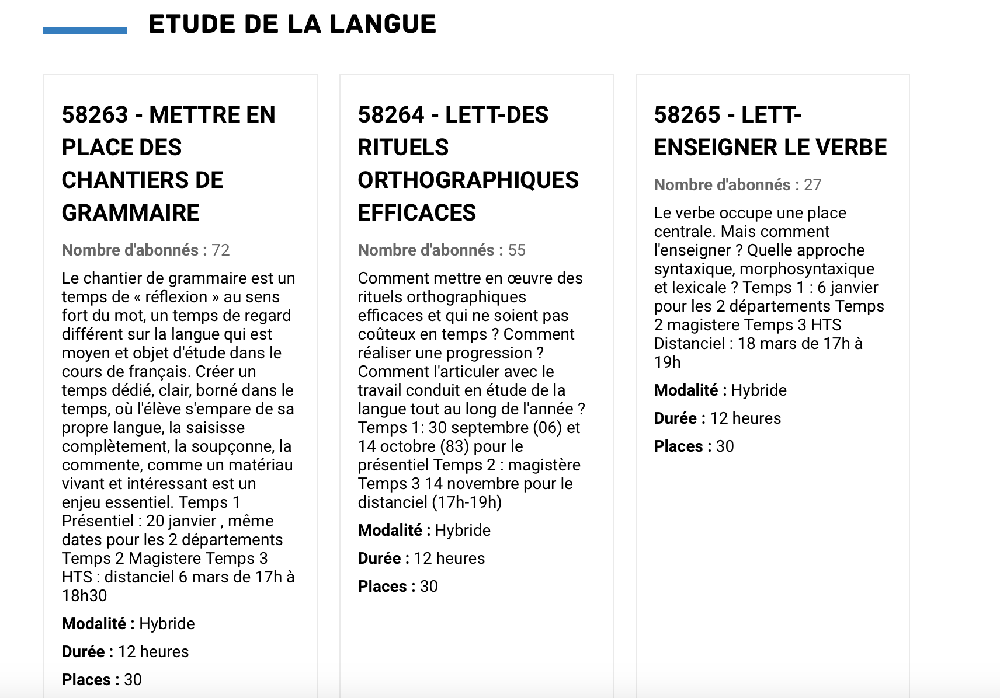 ETUDE DE LA LANGUE
58263 - METTRE EN
PLACE DES
CHANTIERS DE
GRAMMAIRE
Nombre d'abonnés : 72
Le chantier de grammaire est un
temps de « réflexion » au sens
fort du mot, un temps de regard
différent sur la langue qui est
moyen et objet d'étude dans le
cours de français. Créer un
temps dédié, clair, borné dans le
temps, où l'élève s'empare de sa
propre langue, la saisisse
complètement, la soupçonne, la
commente, comme un matériau
vivant et intéressant est un
enjeu essentiel. Temps 1
Présentiel : 20 janvier , même
dates pour les 2 départements
Temps 2 Magistere Temps 3
HTS : distanciel 6 mars de 17h à
18h30
Modalité : Hybride
Durée : 12 heures
Places : 30
58264 - LETT-DES
RITUELS
ORTHOGRAPHIQUES
EFFICACES
Nombre d'abonnés : 55
Comment mettre en œuvre des
rituels orthographiques
efficaces et qui ne soient pas
coûteux en temps ? Comment
réaliser une progression ?
Comment l'articuler avec le
travail conduit en étude de la
langue tout au long de l'année ?
Temps 1: 30 septembre (06) et
14 octobre (83) pour le
présentiel Temps 2 : magistère
Temps 3 14 novembre pour le
distanciel (17h-19h)
Modalité : Hybride
Durée : 12 heures
Places : 30
58265 - LETT-
ENSEIGNER LE VERBE
Nombre d'abonnés : 27
Le verbe occupe une place
centrale. Mais comment
l'enseigner ? Quelle approche
syntaxique, morphosyntaxique
et lexicale ? Temps 1 : 6 janvier
pour les 2 départements Temps
2 magistere Temps 3 HTS
Distanciel : 18 mars de 17h à
19h
Modalité : Hybride
Durée : 12 heures
Places : 30